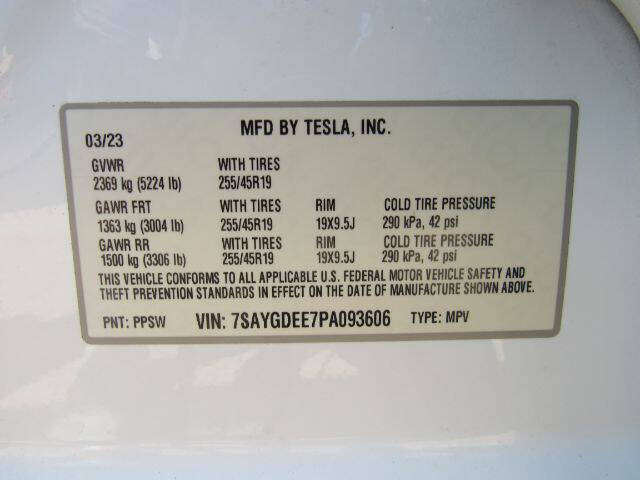 MFD BY TESLA, INC.
03/23
GVWR WITH TIRES
2369 kg (5224 lb) 255/45R19
GAWR FRT WITH TIRES RIM COLD TIRE PRESSURE
1363 kg (3004 lb) 255/45R19 19X9.5J 290 kPa, 42 psi
GAWR RR WITH TIRES RIM COLD TIRE PRESSURE
1500 kg (3306 lb) 255/45R19 19X9.5J 290 kPa, 42 psi
THIS VEHICLE CONFORMS TO ALL APPLICABLE U.S. FEDERAL MOTOR VEHICLE SAFETY AND
THEFT PREVENTION STANDARDS IN EFFECT ON THE DATE OF MANUFACTURE SHOWN ABOVE.
PNT: PPSW VIN: 7SAYGDEE7PA093606 TYPE: MPV